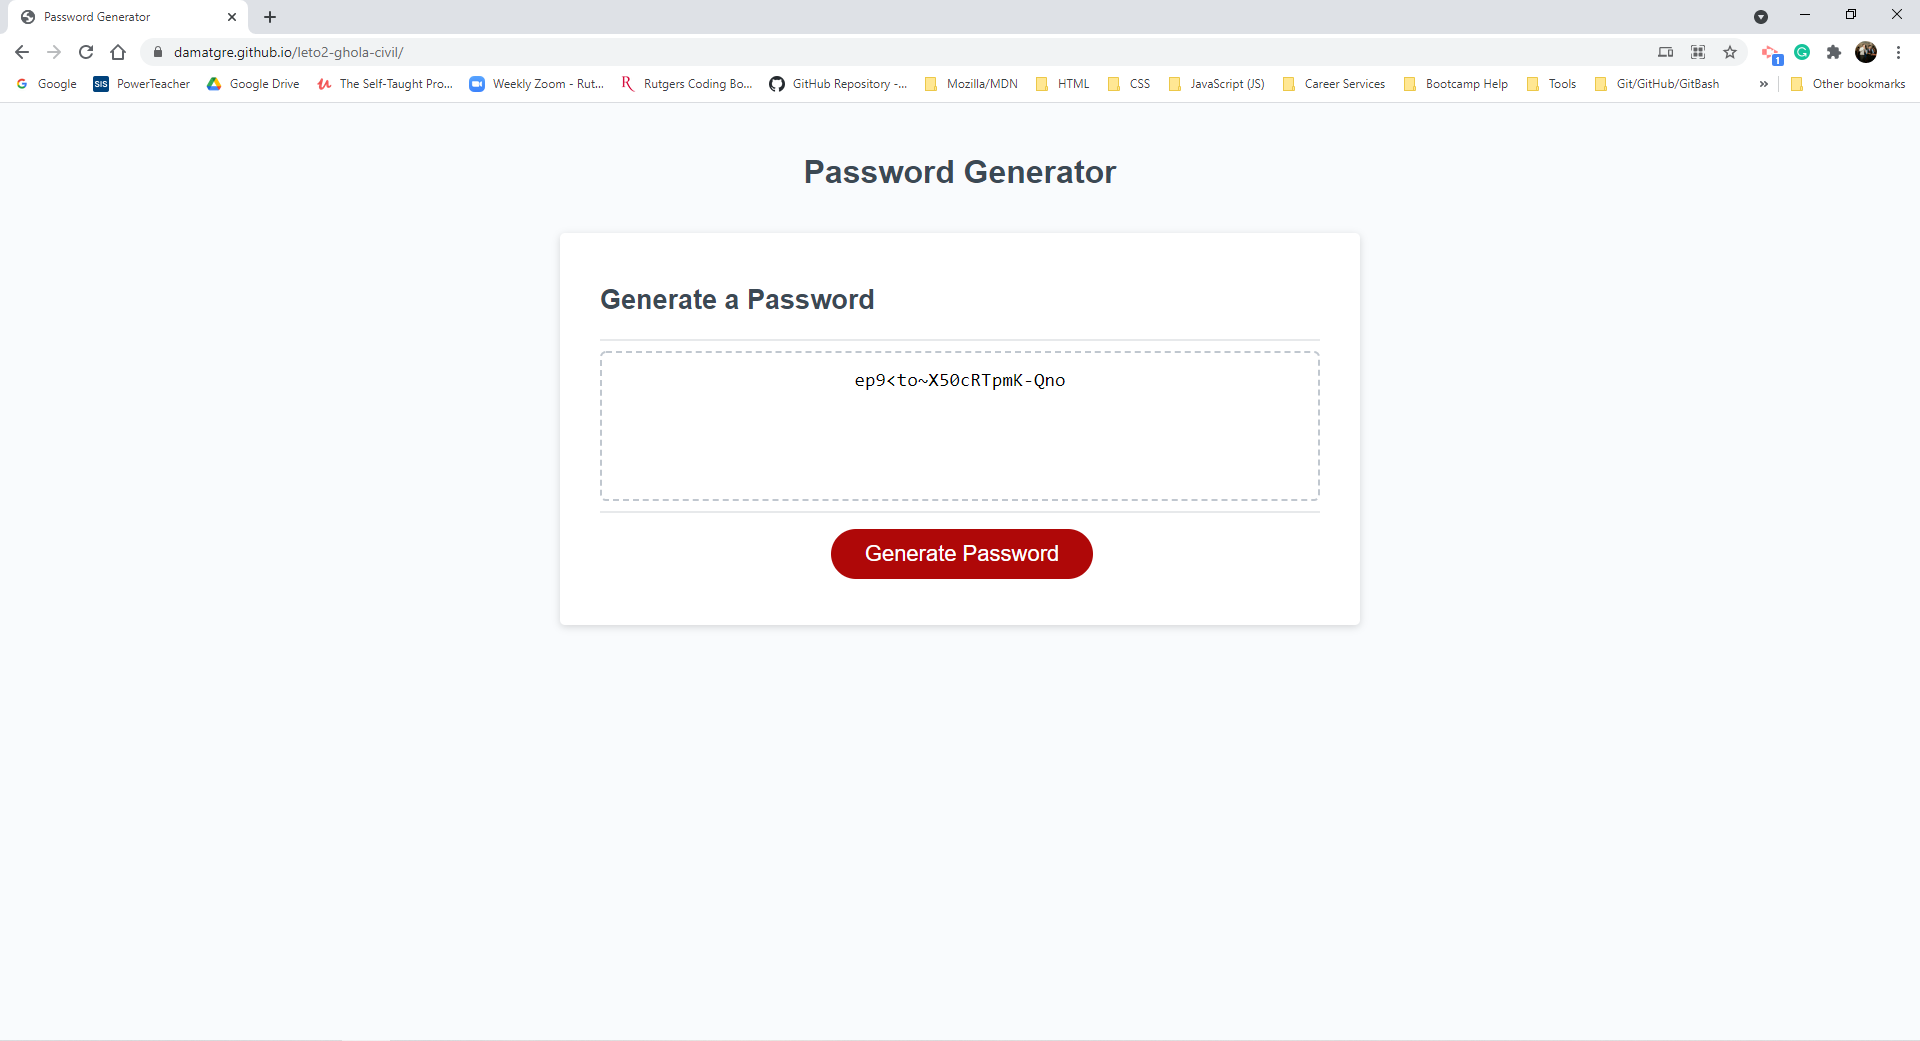 Password Generator
damatgre.github.io/leto2-ghola-civil/
1
G Google
SIS PowerTeacher
Google Drive
The Self-Taught Pro...
Weekly Zoom - Rut...
R Rutgers Coding Bo...
GitHub Repository -...
Mozilla/MDN
HTML
CSS
JavaScript (JS)
Career Services
Bootcamp Help
Tools
Git/GitHub/GitBash
»
Other bookmarks
Password Generator
Generate a Password
ep9<to~X50cRTpmK-Qno
Generate Password